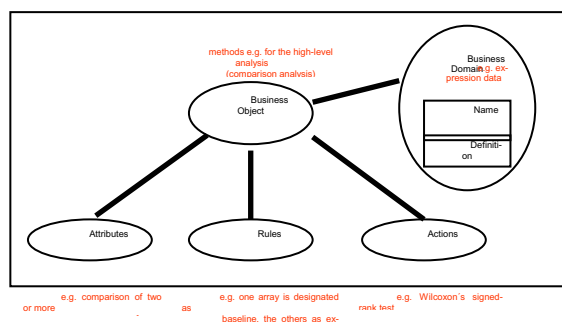 methods e.g. for the high-level
analysis
(comparison analysis)
Business
Object
Business
Domain
e.g. ex-
pression data
Name
Definiti-
on
Attributes
Rules
Actions
e.g. comparison of two
or more
as
e.g. one array is designated
baseline, the others as ex-
e.g. Wilcoxon´s signed-
rank test